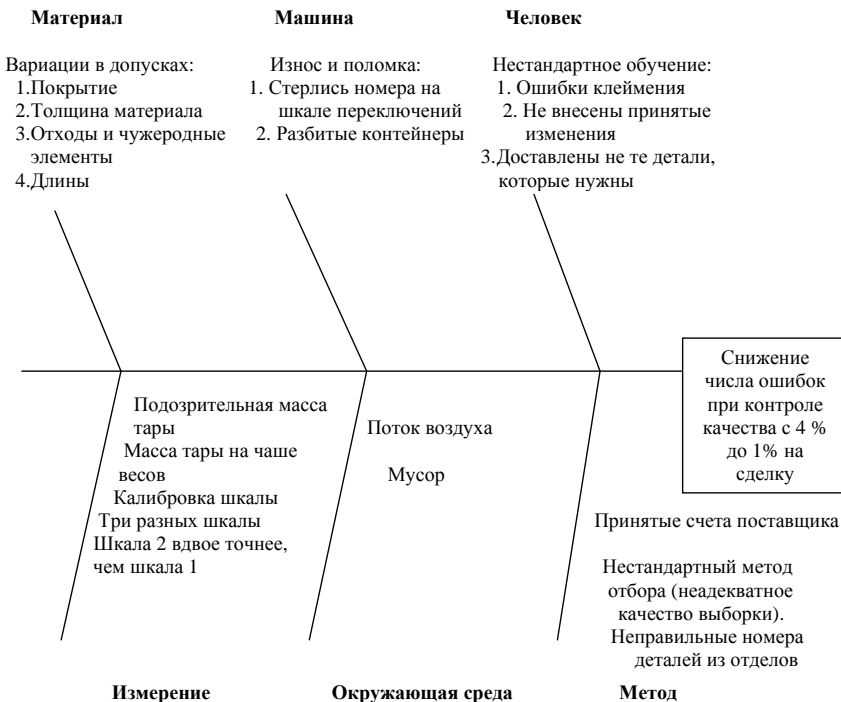 Материал
Машина
Человек
Вариации в допусках:
1.Покрытие
2.Толщина материала
3.Отходы и чужеродные
элементы
4.Длины
Износ и поломка:
1. Стерлись номера на
шкале переключений
2. Разбитые контейнеры
Нестандартное обучение:
1. Ошибки клеймения
2. Не внесены принятые
изменения
3.Доставлены не те детали,
которые нужны
Снижение
числа ошибок
при контроле
качества с 4 %
до 1% на
сделку
Подозрительная масса
тары
Масса тары на чаше
весов
Калибровка шкалы
Три разных шкалы
Шкала 2 вдвое точнее,
чем шкала 1
Поток воздуха
Мусор
Принятые счета поставщика
Нестандартный метод
отбора (неадекватное
качество выборки).
Неправильные номера
деталей из отделов
Измерение
Окружающая среда
Метод